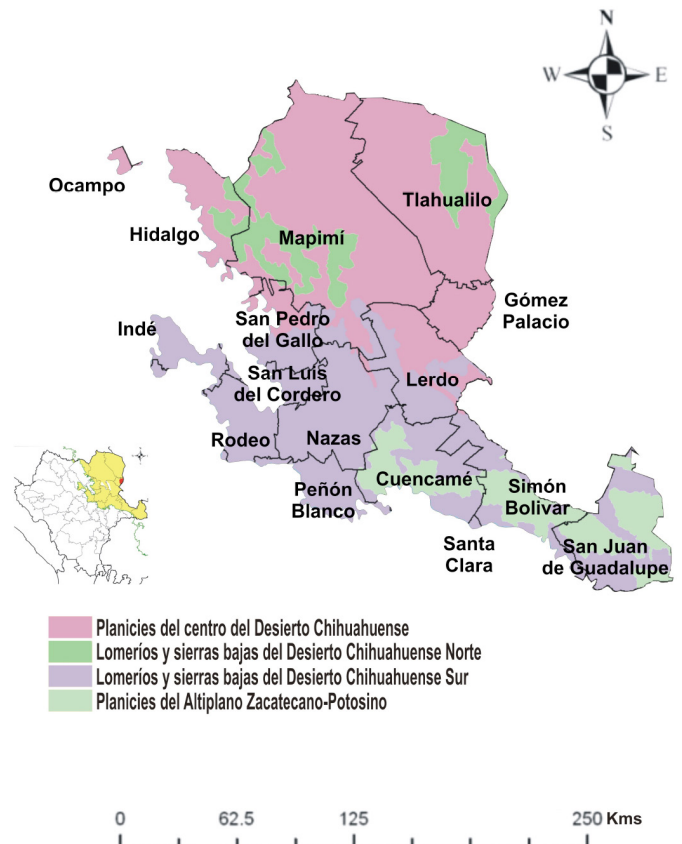 N
W E
S
Ocampo
Tlahualilo
Hidalgo
Mapimí
Gómez
Palacio
Indé
San Pedro
del Gallo
San Luis
del Cordero
Lerdo
Rodeo
Nazas
Peñón
Blanco
Cuencamé
Simón
Bolivar
Santa
Clara
San Juan
de Guadalupe
Planicies del centro del Desierto Chihuahuense
Lomeríos y sierras bajas del Desierto Chihuahuense Norte
Lomeríos y sierras bajas del Desierto Chihuahuense Sur
Planicies del Altiplano Zacatecano-Potosino
0 62.5 125 250 Kms